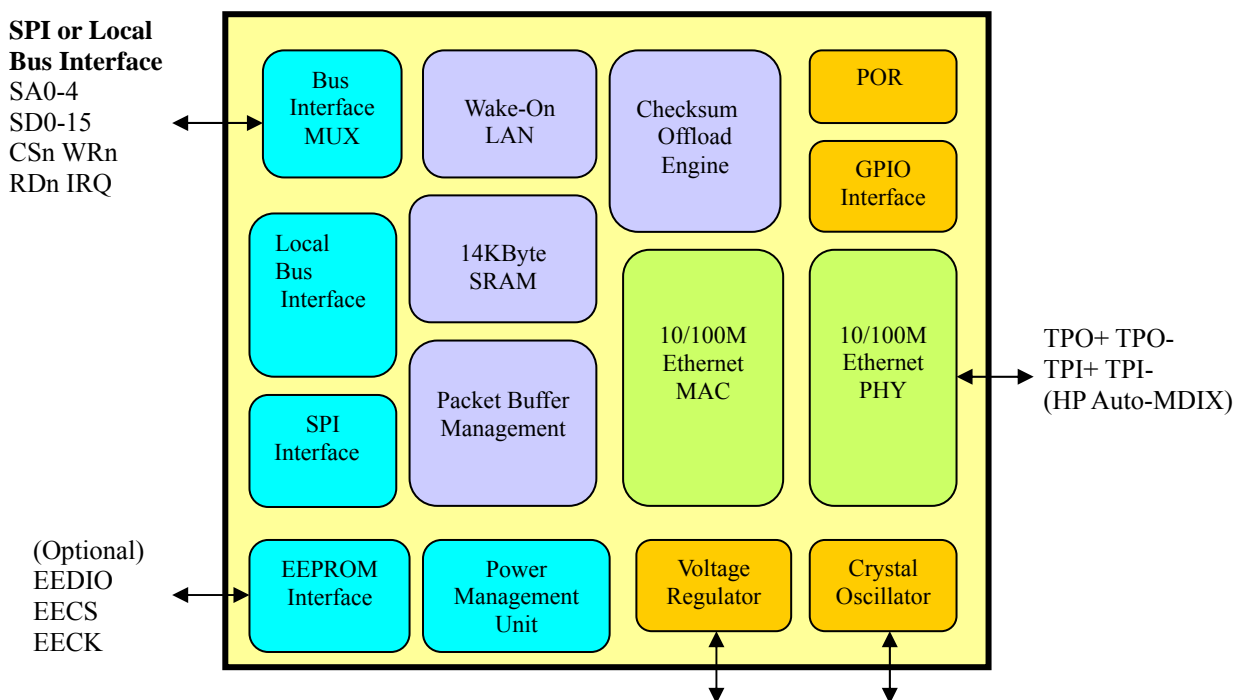 SPI or Local
Bus Interface
SA0-4
SD0-15
CSn WRn
RDn IRQ
Bus
Interface
MUX
Wake-On
LAN
Checksum
Offload
Engine
POR
GPIO
Interface
Local
Bus
Interface
14KByte
SRAM
10/100M
Ethernet
MAC
10/100M
Ethernet
PHY
TPO+ TPO-
TPI+ TPI-
(HP Auto-MDIX)
SPI
Interface
Packet Buffer
Management
(Optional)
EEDIO
EECS
EECK
EEPROM
Interface
Power
Management
Unit
Voltage
Regulator
Crystal
Oscillator